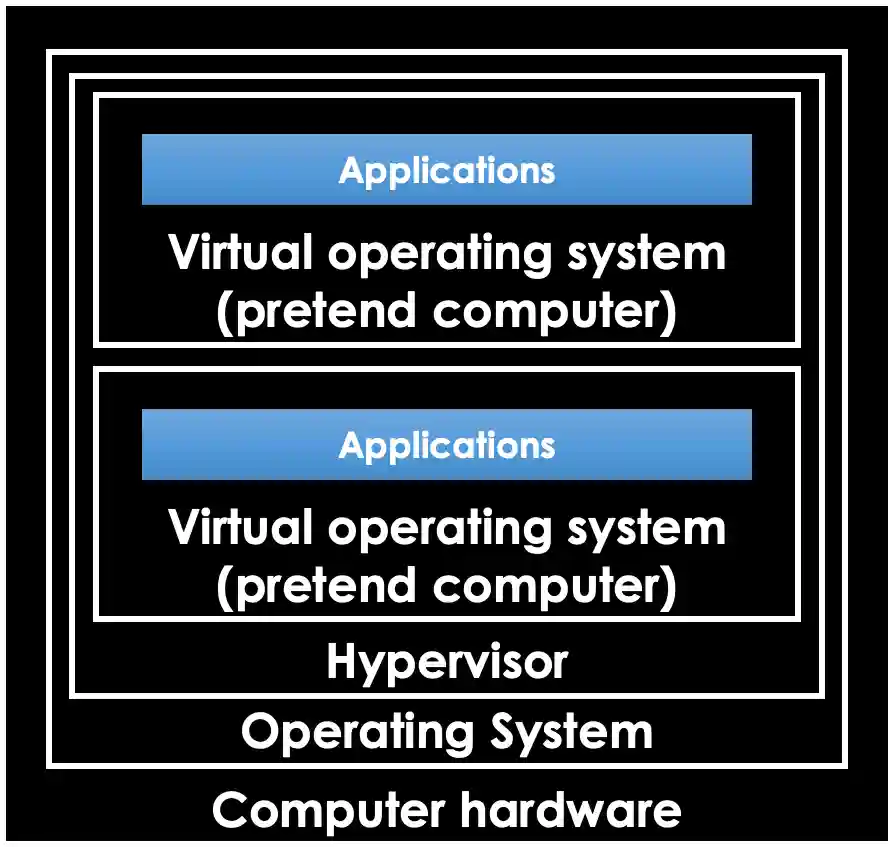 Applications
Virtual operating system
(pretend computer)
Applications
Virtual operating system
(pretend computer)
Hypervisor
Operating System
Computer hardware